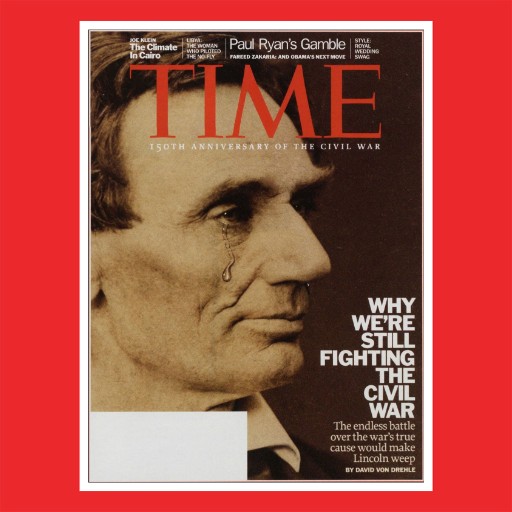 JOE KLEIN
The Climate
In Cairo
LIBYA:
THE WOMAN
WHO PILOTED
THE NO-FLY
Paul Ryan's Gamble
FAREED ZAKARIA: AND OBAMA'S NEXT MOVE
STYLE:
ROYAL
WEDDING
SWAG
TIME
150TH ANNIVERSARY OF THE CIVIL WAR
WHY
WE'RE
STILL
FIGHTING
THE
CIVIL
WAR
The endless battle
over the war's true
cause would make
Lincoln weep
BY DAVID VON DREHLE